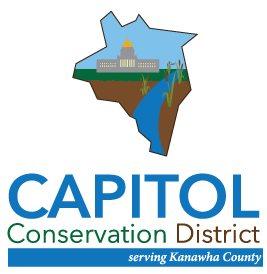 CAPITOL
Conservation District
serving Kanawha County